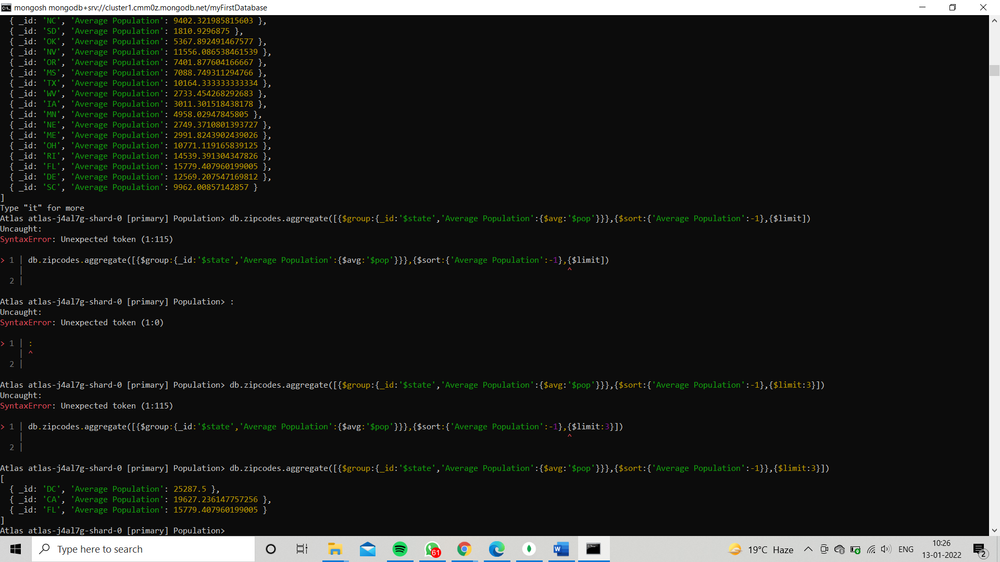 mongosh mongodb+srv://cluster1.cmm0z.mongodb.net/myFirstDatabase
{ _id: 'NC', 'Average Population': 9402.321985815603 },
{ _id: 'SD', 'Average Population': 1810.9296875 },
{ _id: 'OK', 'Average Population': 5367.892491467577 },
{ _id: 'NV', 'Average Population': 11556.086538461539 },
{ _id: 'OR', 'Average Population': 7401.877604166667 },
{ _id: 'MS', 'Average Population': 7088.749311294766 },
{ _id: 'TX', 'Average Population': 10164.333333333334 },
{ _id: 'WV', 'Average Population': 2733.454268292683 },
{ _id: 'IA', 'Average Population': 3011.301518438178 },
{ _id: 'MN', 'Average Population': 4958.02947845805 },
{ _id: 'NE', 'Average Population': 2749.3710801393727 },
{ _id: 'ME', 'Average Population': 2991.8243902439026 },
{ _id: 'OH', 'Average Population': 10771.119165839125 },
{ _id: 'RI', 'Average Population': 14539.391304347826 },
{ _id: 'FL', 'Average Population': 15779.407960199005 },
{ _id: 'DE', 'Average Population': 12569.207547169812 },
{ _id: 'SC', 'Average Population': 9962.00857142857 }
]
Type "it" for more
Atlas atlas-j4al7g-shard-0 [primary] Population> db.zipcodes.aggregate([{$group:{_id:'$state','Average Population':{$avg:'$pop'}}},{$sort:{'Average Population':-1},{$limit])
Uncaught:
SyntaxError: Unexpected token (1:115)
> 1 | db.zipcodes.aggregate([{$group:{_id:'$state','Average Population':{$avg:'$pop'}}},{$sort:{'Average Population':-1},{$limit])
| ^
2 |
Atlas atlas-j4al7g-shard-0 [primary] Population> :
Uncaught:
SyntaxError: Unexpected token (1:0)
> 1 | :
| ^
2 |
Atlas atlas-j4al7g-shard-0 [primary] Population> db.zipcodes.aggregate([{$group:{_id:'$state','Average Population':{$avg:'$pop'}}},{$sort:{'Average Population':-1},{$limit:3}])
Uncaught:
SyntaxError: Unexpected token (1:115)
> 1 | db.zipcodes.aggregate([{$group:{_id:'$state','Average Population':{$avg:'$pop'}}},{$sort:{'Average Population':-1},{$limit:3}])
| ^
2 |
Atlas atlas-j4al7g-shard-0 [primary] Population> db.zipcodes.aggregate([{$group:{_id:'$state','Average Population':{$avg:'$pop'}}},{$sort:{'Average Population':-1}},{$limit:3}])
[
{ _id: 'DC', 'Average Population': 25287.5 },
{ _id: 'CA', 'Average Population': 19627.236147757256 },
{ _id: 'FL', 'Average Population': 15779.407960199005 }
]
Atlas atlas-j4al7g-shard-0 [primary] Population>
Type here to search
61
19°C Haze
ENG
10:26
13-01-2022
2